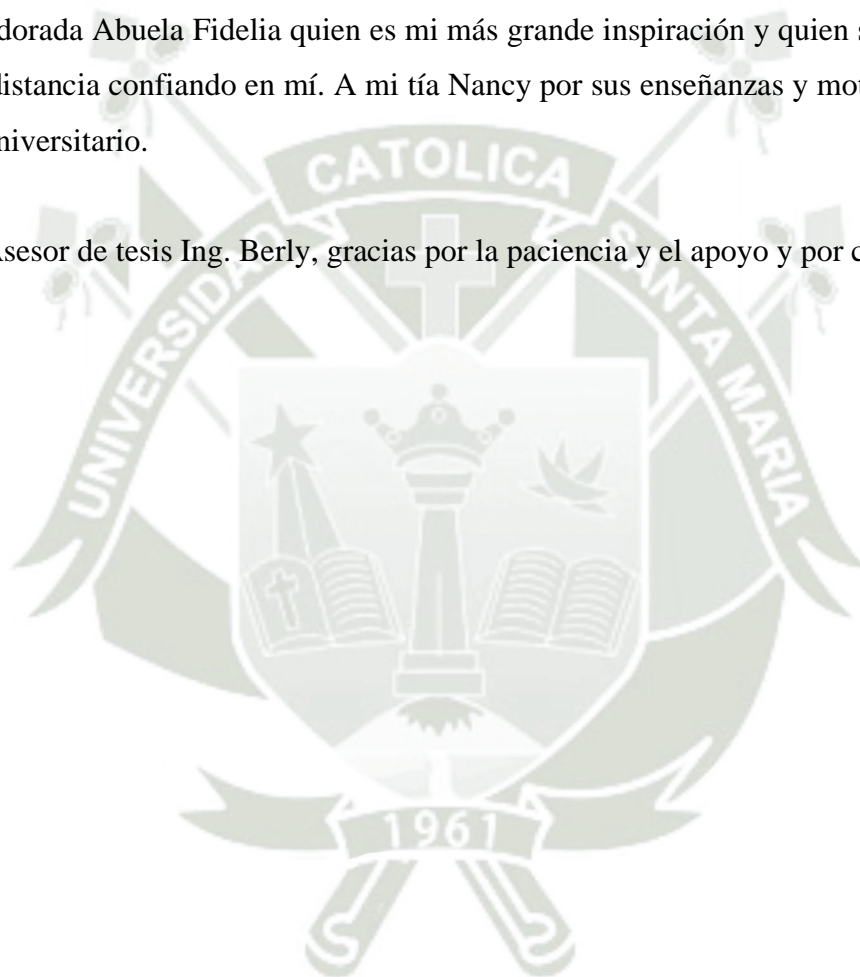 dorada Abuela Fidelia quien es mi más grande inspiración y quien
distancia confiando en mí. A mi tía Nancy por sus enseñanzas y
niversitario.
CATOLICA
sesor de tesis Ing. Berly, gracias por la paciencia y el apoyo y por
UNIVERSIDAD
SANTA MARIA
1961